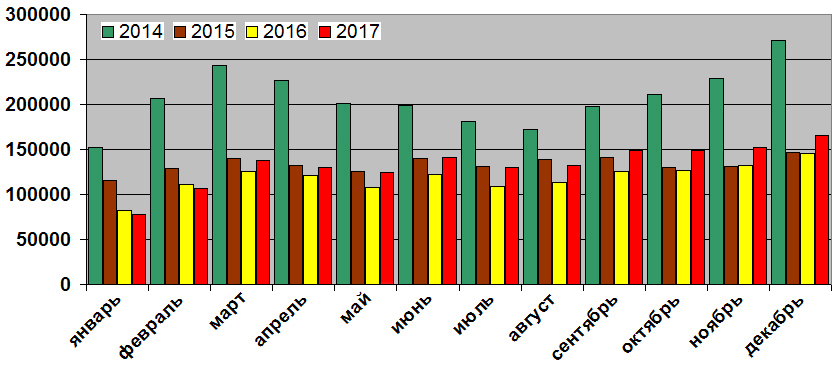 300000
250000
200000
150000
100000
50000
0
2014 2015 2016 2017
январь
февраль
март
апрель
май
июнь
июль
август
сентябрь
октябрь
ноябрь
декабрь